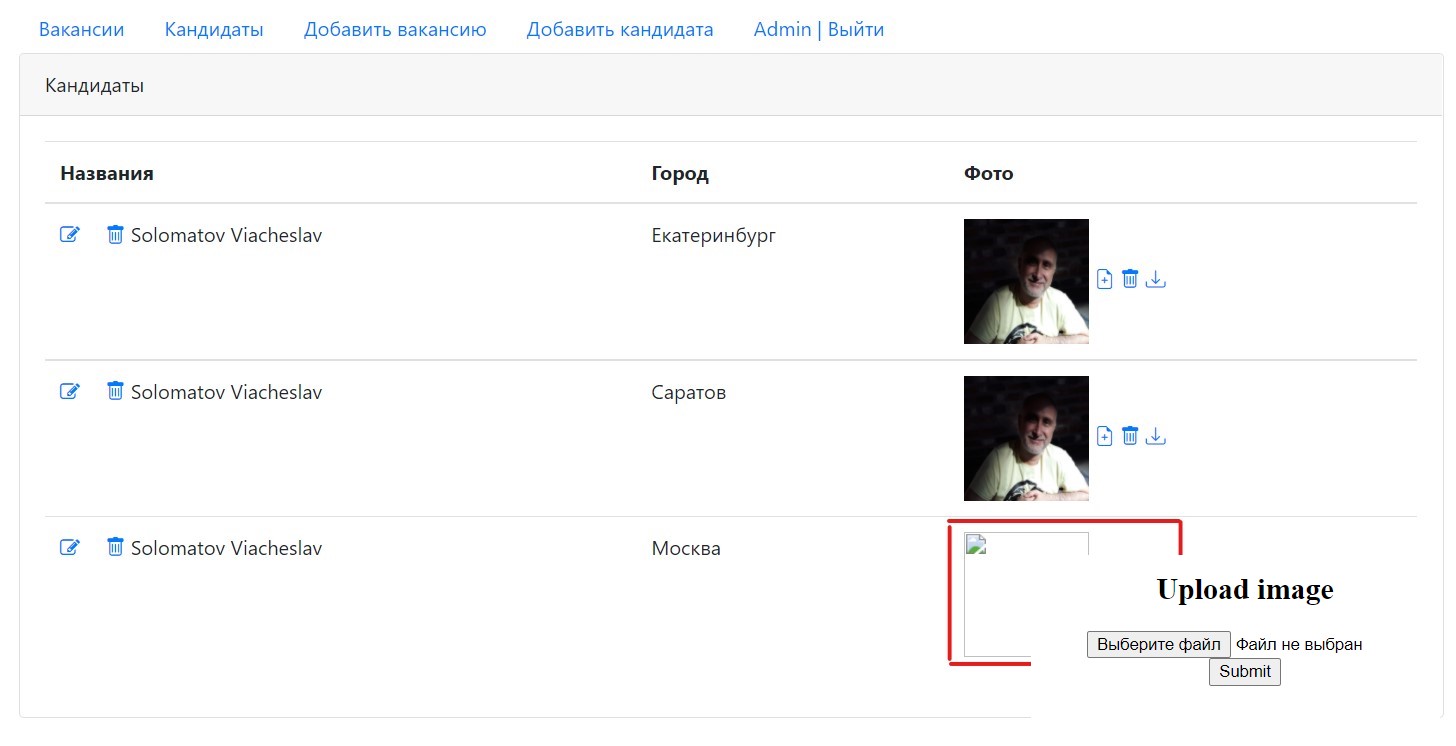 Вакансии Кандидаты Добавить вакансию Добавить кандидата Admin | Выйти
Кандидаты
Названия Город Фото
Solomatov Viacheslav Екатеринбург
Solomatov Viacheslav Саратов
Solomatov Viacheslav Москва
Upload image
Выберите файл Файл не выбран
Submit